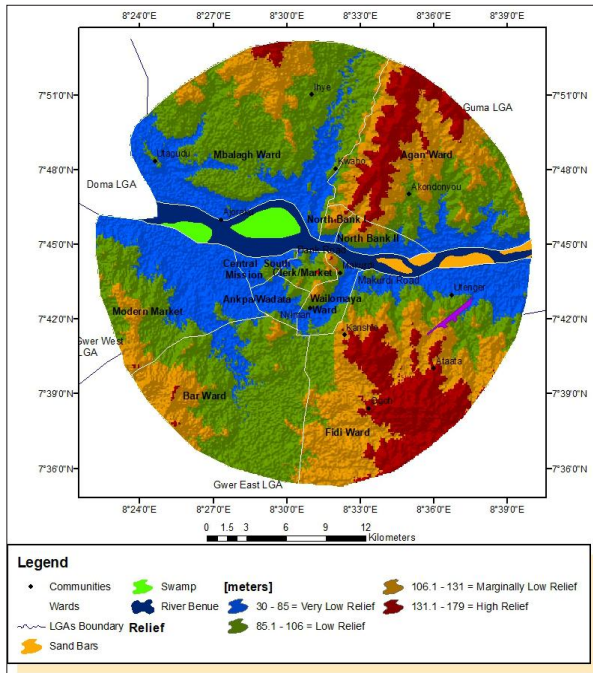 8°24'0"E 8°27'0"E 8°30'0"E 8°33'0"E 8°36'0"E 8°39'0"E
7°51'0"N 7°51'0"N
Ihye
Guma LGA
Utagudu
Mbalagh Ward
Kwaho
Agan Ward
7°48'0"N 7°48'0"N
Doma LGA
Akondonyou
North Bank I
7°45'0"N 7°45'0"N
North Bank II
Central South
Mission
Clerk/Market
Makurdi Road
Ankpa/Wadata
Wailomaya
Ward
Utenger
Modern Market
7°42'0"N 7°42'0"N
Kanshio
Gwer West
LGA
Ataata
7°39'0"N 7°39'0"N
Bar Ward
Fidi Ward
7°36'0"N 7°36'0"N
Gwer East LGA
8°24'0"E 8°27'0"E 8°30'0"E 8°33'0"E 8°36'0"E 8°39'0"E
0 1.5 3 6 9 12
Kilometers
Legend
Communities Swamp [meters] 106.1 - 131 = Marginally Low Relief
Wards River Benue 30 - 85 = Very Low Relief 131.1 - 179 = High Relief
LGAs Boundary Relief 85.1 - 106 = Low Relief
Sand Bars